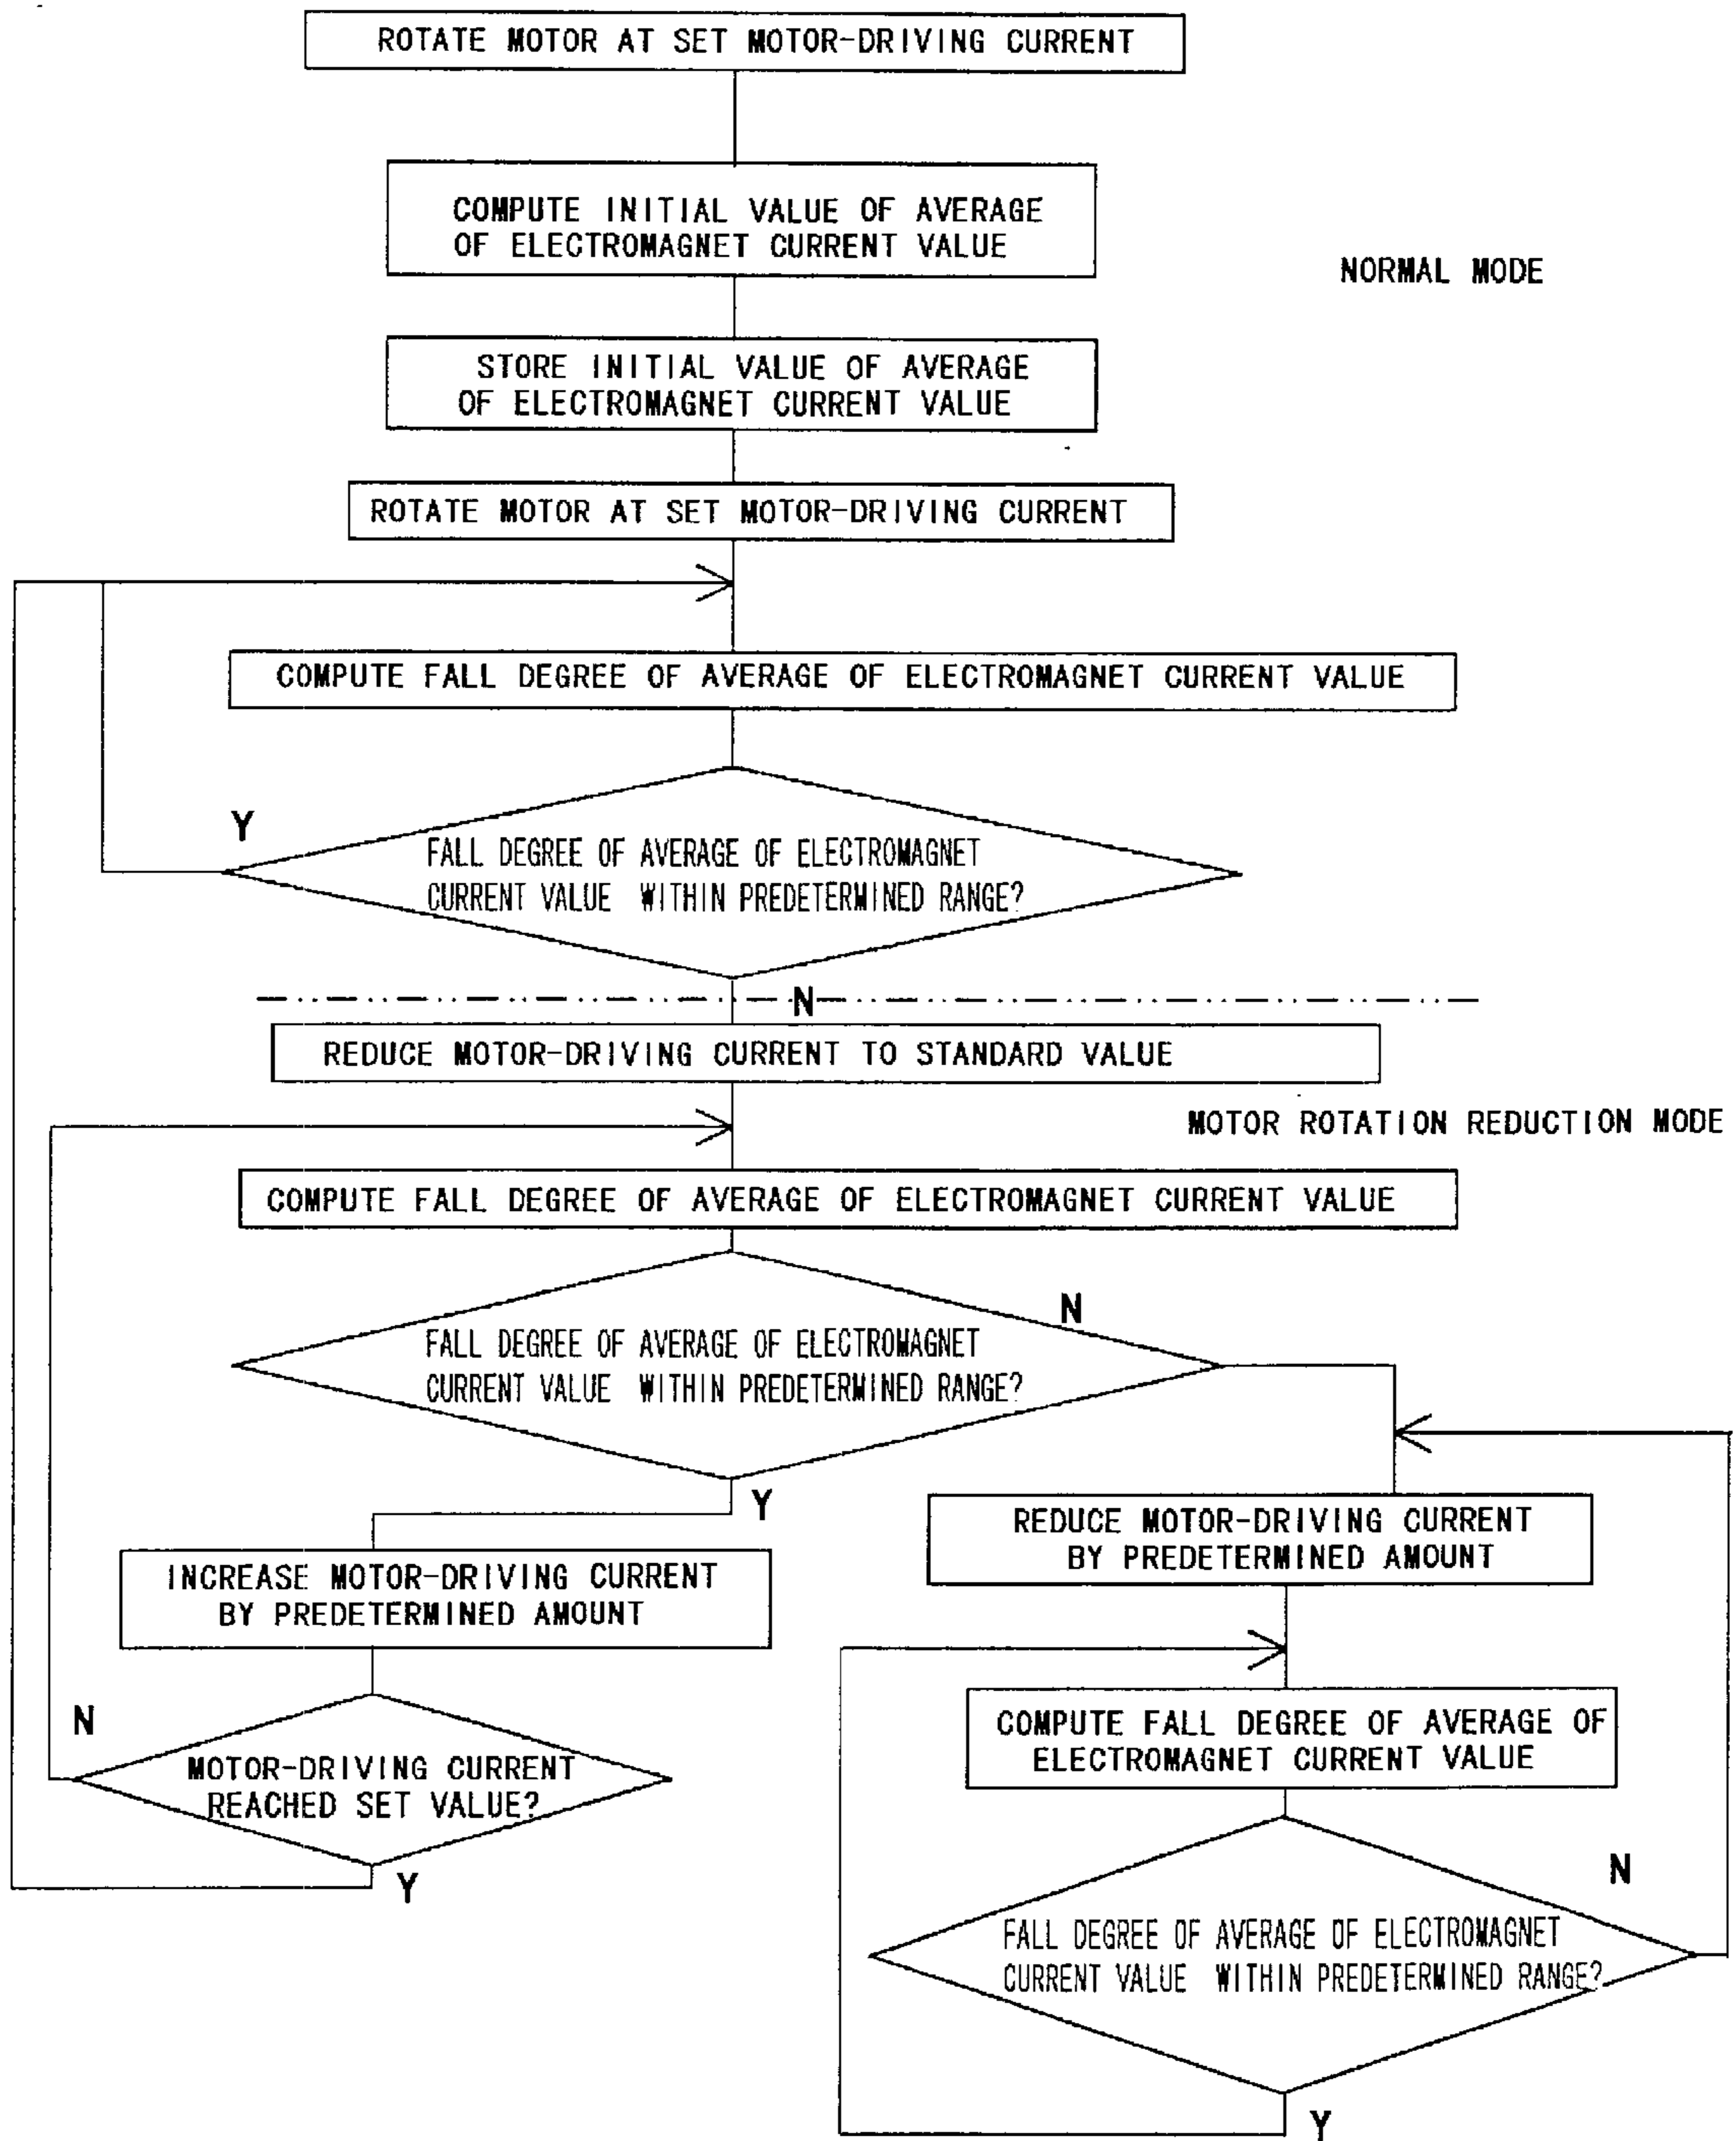 ROTATE MOTOR AT SET MOTOR-DRIVING CURRENT
COMPUTE INITIAL VALUE OF AVERAGE
OF ELECTROMAGNET CURRENT VALUE
NORMAL MODE
STORE INITIAL VALUE OF AVERAGE
OF ELECTROMAGNET CURRENT VALUE
ROTATE MOTOR AT SET MOTOR-DRIVING CURRENT
COMPUTE FALL DEGREE OF AVERAGE OF ELECTROMAGNET CURRENT VALUE
Y
FALL DEGREE OF AVERAGE OF ELECTROMAGNET
CURRENT VALUE WITHIN PREDETERMINED RANGE?
N
REDUCE MOTOR-DRIVING CURRENT TO STANDARD VALUE
MOTOR ROTATION REDUCTION MODE
COMPUTE FALL DEGREE OF AVERAGE OF ELECTROMAGNET CURRENT VALUE
N
FALL DEGREE OF AVERAGE OF ELECTROMAGNET
CURRENT VALUE WITHIN PREDETERMINED RANGE?
Y
INCREASE MOTOR-DRIVING CURRENT
BY PREDETERMINED AMOUNT
N
MOTOR-DRIVING CURRENT
REACHED SET VALUE?
Y
REDUCE MOTOR-DRIVING CURRENT
BY PREDETERMINED AMOUNT
COMPUTE FALL DEGREE OF AVERAGE OF
ELECTROMAGNET CURRENT VALUE
N
FALL DEGREE OF AVERAGE OF ELECTROMAGNET
CURRENT VALUE WITHIN PREDETERMINED RANGE?
Y